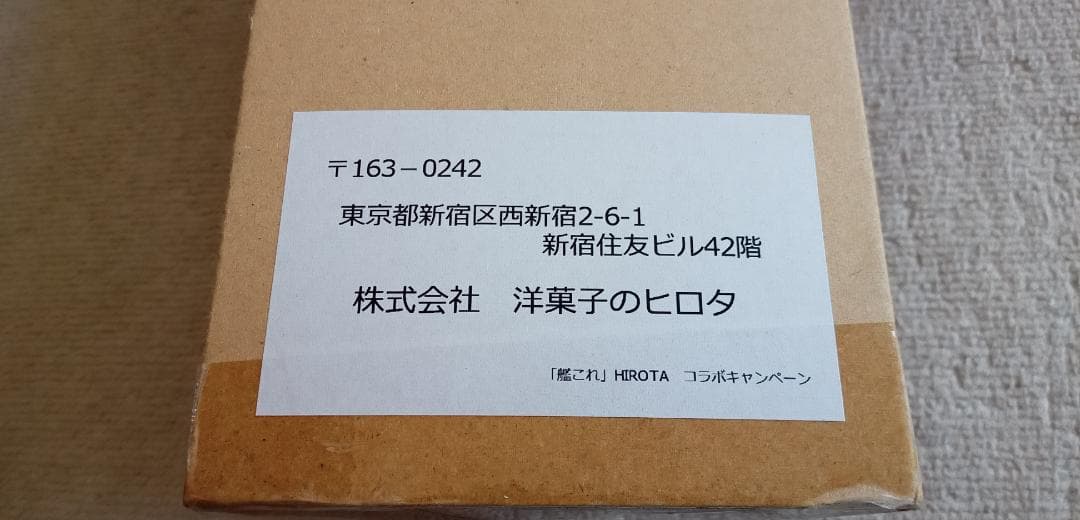 〒163－0242
東京都新宿区西新宿2-6-1
新宿住友ビル42階
株式会社　洋菓子のヒロタ
「艦これ」HIROTA　コラボキャンペーン